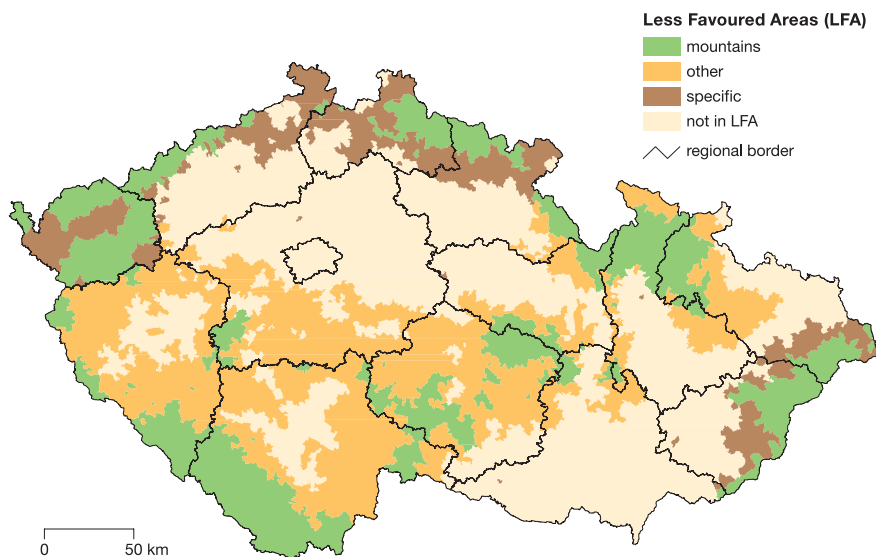 Less Favoured Areas (LFA)
mountains
other
specific
not in LFA
regional border
0 50 km